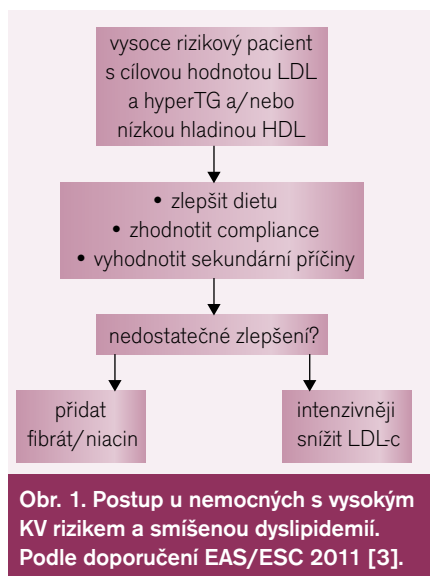 vysoce rizikový pacient
s cílovou hodnotou LDL
a hyperTG a/nebo
nízkou hladinou HDL
• zlepšit dietu
• zhodnotit compliance
• vyhodnotit sekundární příčiny
nedostatečné zlepšení?
přidat
fibrát/niacin
intenzivněji
snížit LDL-c
Obr. 1. Postup u nemocných s vysokým
KV rizikem a smíšenou dyslipidemií.
Podle doporučení EAS/ESC 2011 [3].